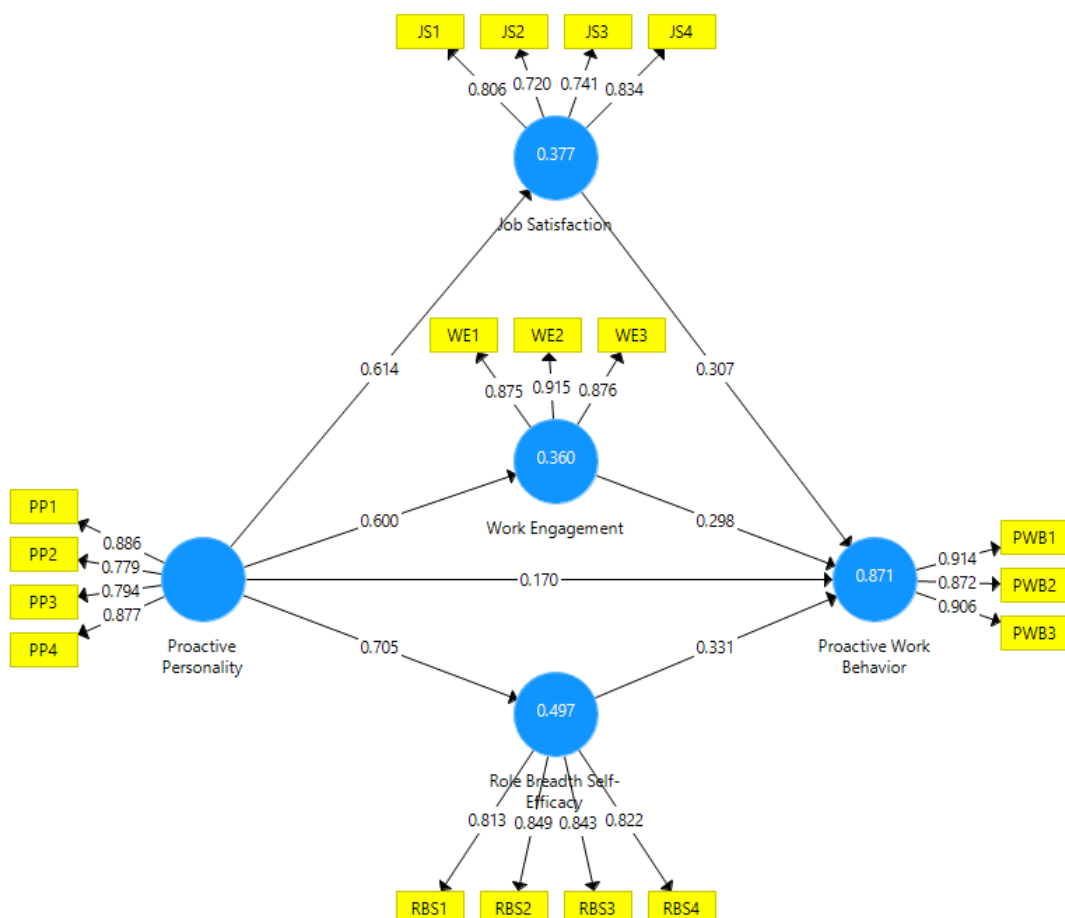 JS1 JS2 JS3 JS4
0.806 0.720 0.741 0.834
0.377
Job Satisfaction
WE1 WE2 WE3
0.875 0.915 0.876
0.614 0.307
0.360
Work Engagement
0.600 0.298
PP1
PP2
PP3
PP4
0.886
0.779
0.794
0.877
Proactive
Personality
0.170
0.871
0.914
0.872
0.906
PWB1
PWB2
PWB3
Proactive Work
Behavior
0.705 0.331
0.497
Role Breadth Self-
Efficacy
0.813 0.849 0.843 0.822
RBS1 RBS2 RBS3 RBS4